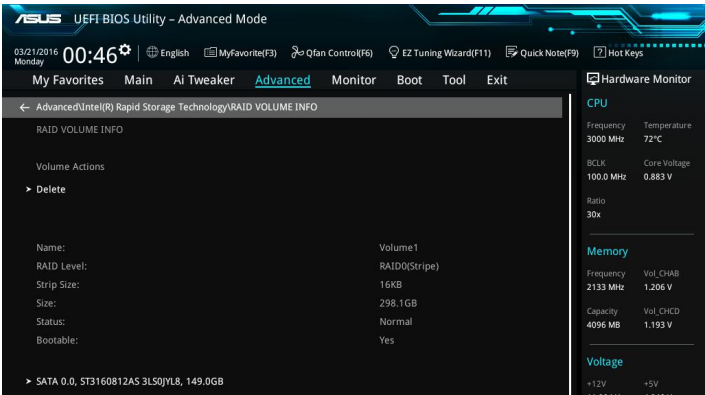 ASUS UEFI BIOS Utility – Advanced Mode
03/21/2016 Monday 00:46 English MyFavorite(F3) Qfan Control(F6) EZ Tuning Wizard(F11) Quick Note(F9) ? Hot Keys
My Favorites Main Ai Tweaker Advanced Monitor Boot Tool Exit
Hardware Monitor
← Advanced\Intel(R) Rapid Storage Technology\RAID VOLUME INFO
RAID VOLUME INFO
Volume Actions
> Delete
Name: Volume1
RAID Level: RAID0(Stripe)
Strip Size: 16KB
Size: 298.1GB
Status: Normal
Bootable: Yes
> SATA 0.0, ST3160812AS 3LS0JYL8, 149.0GB
CPU
Frequency Temperature
3000 MHz 72°C
BCLK Core Voltage
100.0 MHz 0.883 V
Ratio
30x
Memory
Frequency Vol_CHAB
2133 MHz 1.206 V
Capacity Vol_CHCD
4096 MB 1.193 V
Voltage
+12V +5V